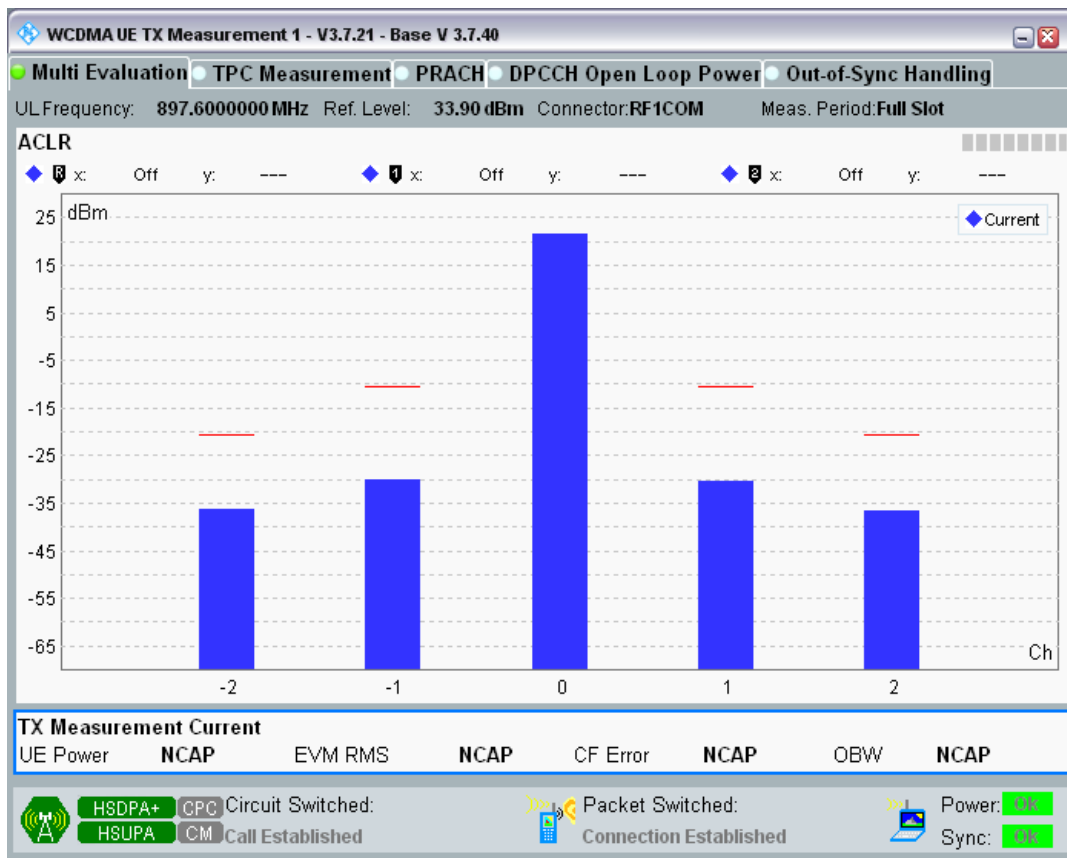 WCDMA UE TX Measurement 1 - V3.7.21 - Base V 3.7.40
Multi Evaluation TPC Measurement PRACH DPCCH Open Loop Power Out-of-Sync Handling
UL Frequency: 897.6000000 MHz Ref. Level: 33.90 dBm Connector:RF1COM Meas. Period:Full Slot
ACLR
R x: Off y: --- 1 x: Off y: --- 2 x: Off y: ---
dBm
Current
25
15
5
-5
-15
-25
-35
-45
-55
-65
Ch
-2 -1 0 1 2
TX Measurement Current
UE Power NCAP EVM RMS NCAP CF Error NCAP OBW NCAP
HSDPA+ CPC Circuit Switched: Packet Switched: Power: Ok
HSUPA CM Call Established Connection Established Sync: Ok